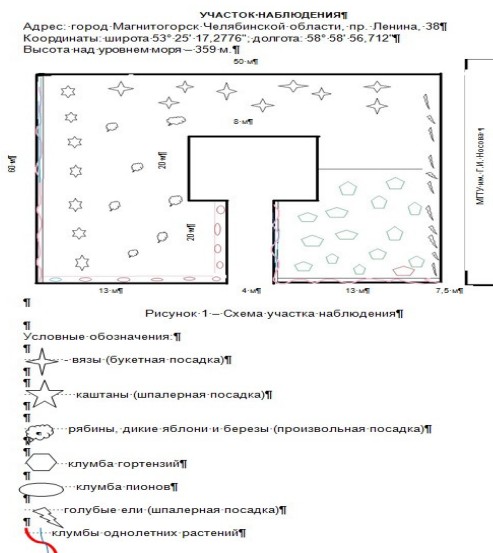 УЧАСТОК·НАБЛЮДЕНИЯ¶
Адрес:·город·Магнитогорск·Челябинской·области,·пр.·Ленина,·38¶
Координаты:·широта·53°·25'·17,2776";·долгота:·58°·58'·56,712"¶
Высота·над·уровнем·моря·–·359·м.¶
50·м¶
60·м¶
8·м¶
20·м¶
20·м¶
МГТУ·им.·Г.И.·Носова·¶
13·м¶
4·м¶
13·м¶
7,5·м¶
¶
Рисунок·1·–·Схема·участка·наблюдения¶
¶
Условные·обозначения:¶
-·вязы·(букетная·посадка)¶
каштаны·(шпалерная·посадка)¶
рябины,·дикие·яблони·и·березы·(произвольная·посадка)¶
клумба·гортензий¶
клумба·пионов¶
голубые·ели·(шпалерная·посадка)¶
клумбы·однолетних·растений¶